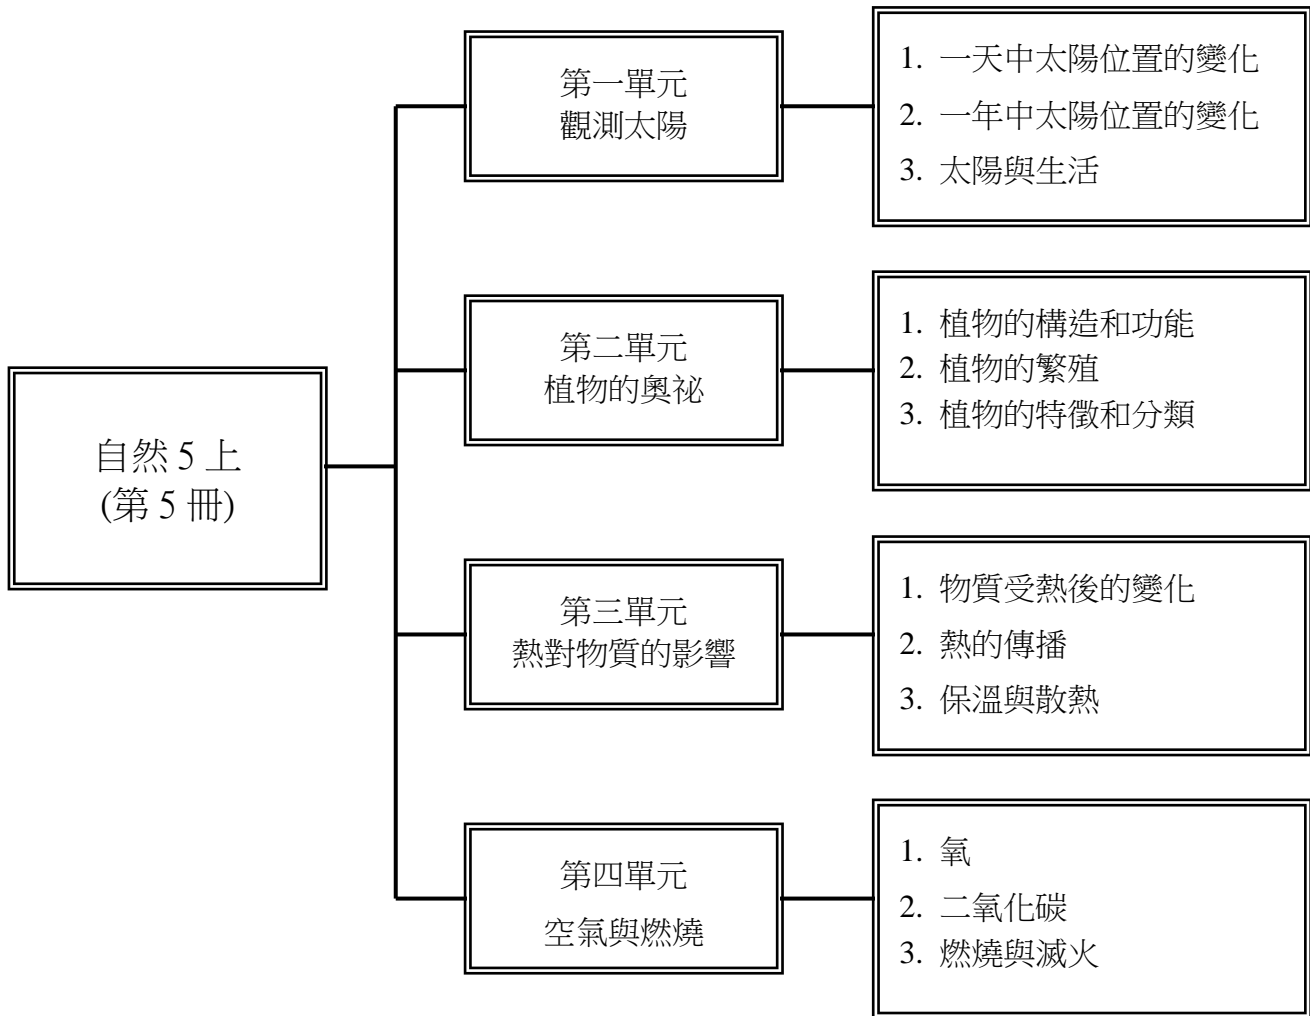 自然 5 上
(第 5 冊)
第一單元
觀測太陽
1. 一天中太陽位置的變化
2. 一年中太陽位置的變化
3. 太陽與生活
第二單元
植物的奧祕
1. 植物的構造和功能
2. 植物的繁殖
3. 植物的特徵和分類
第三單元
熱對物質的影響
1. 物質受熱後的變化
2. 熱的傳播
3. 保溫與散熱
第四單元
空氣與燃燒
1. 氧
2. 二氧化碳
3. 燃燒與滅火